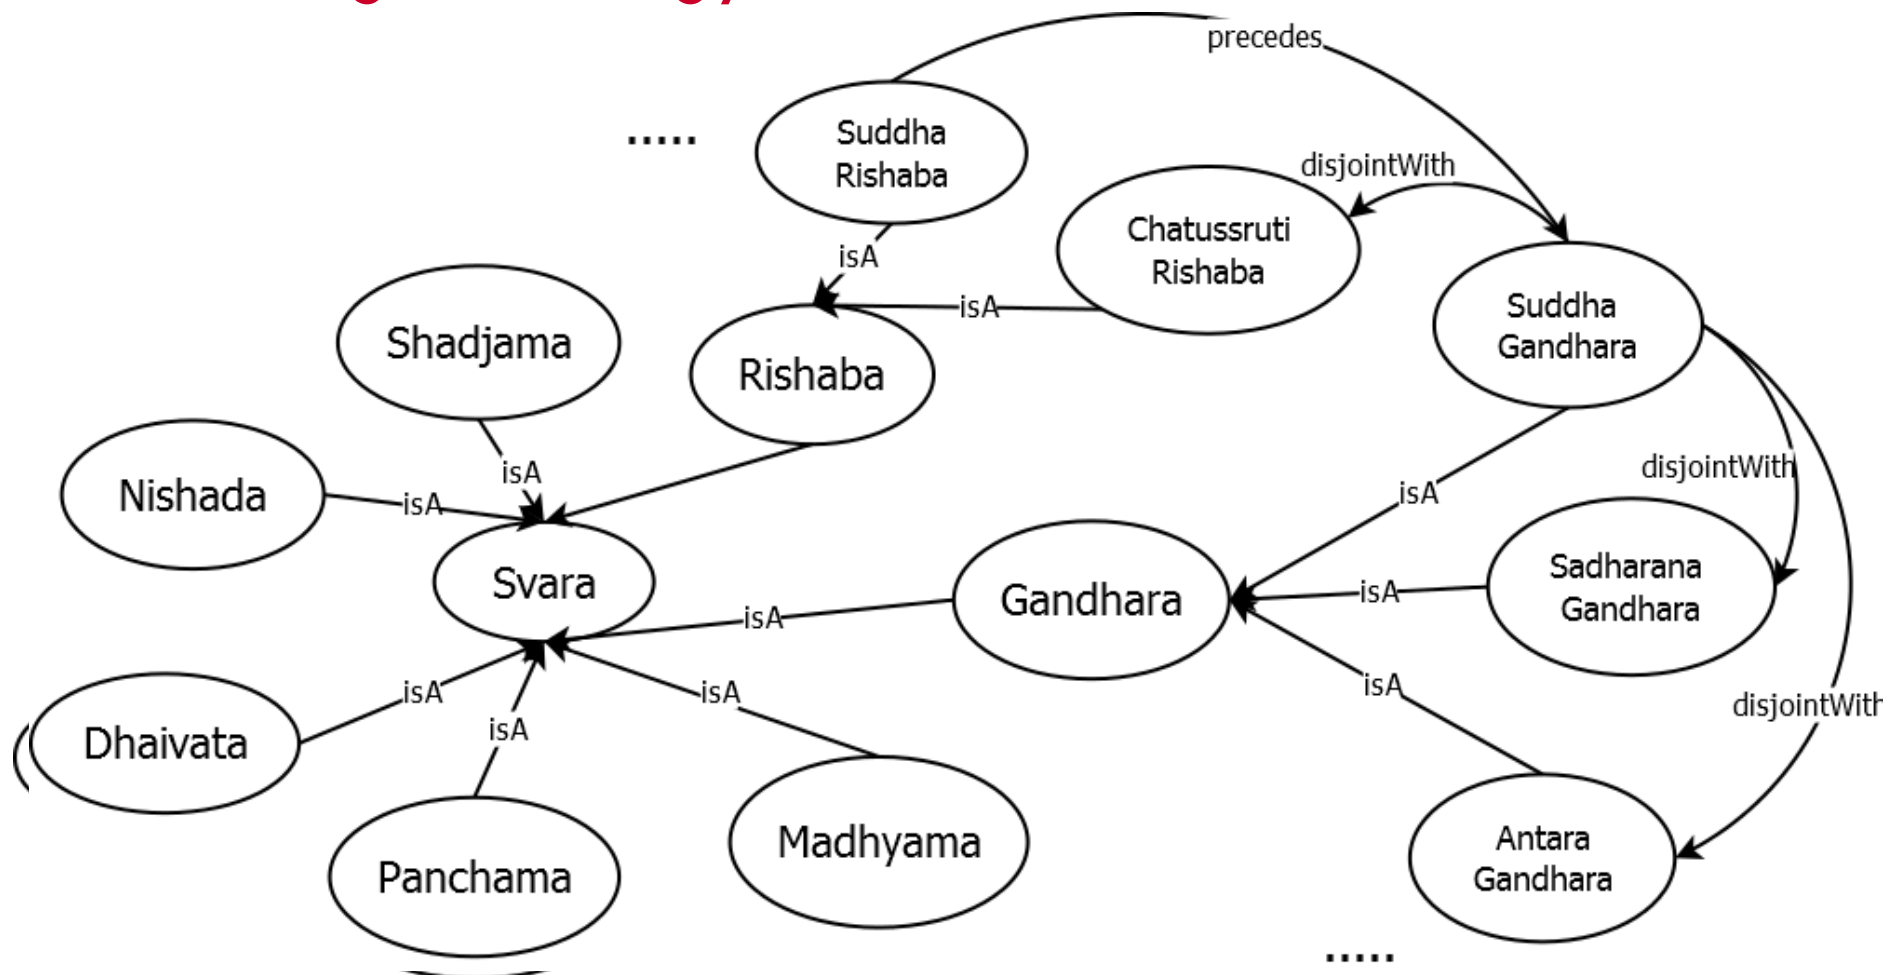 precedes
.....
Suddha
Rishaba
disjointWith
Chatussruti
Rishaba
isA
isA
Suddha
Gandhara
Shadjama
Rishaba
isA
isA
Nishada
isA
disjointWith
isA
Svara
Gandhara
Sadharana
Gandhara
isA
isA
isA
isA
isA
isA
disjointWith
Dhaivata
Panchama
Madhyama
Antara
Gandhara
.....